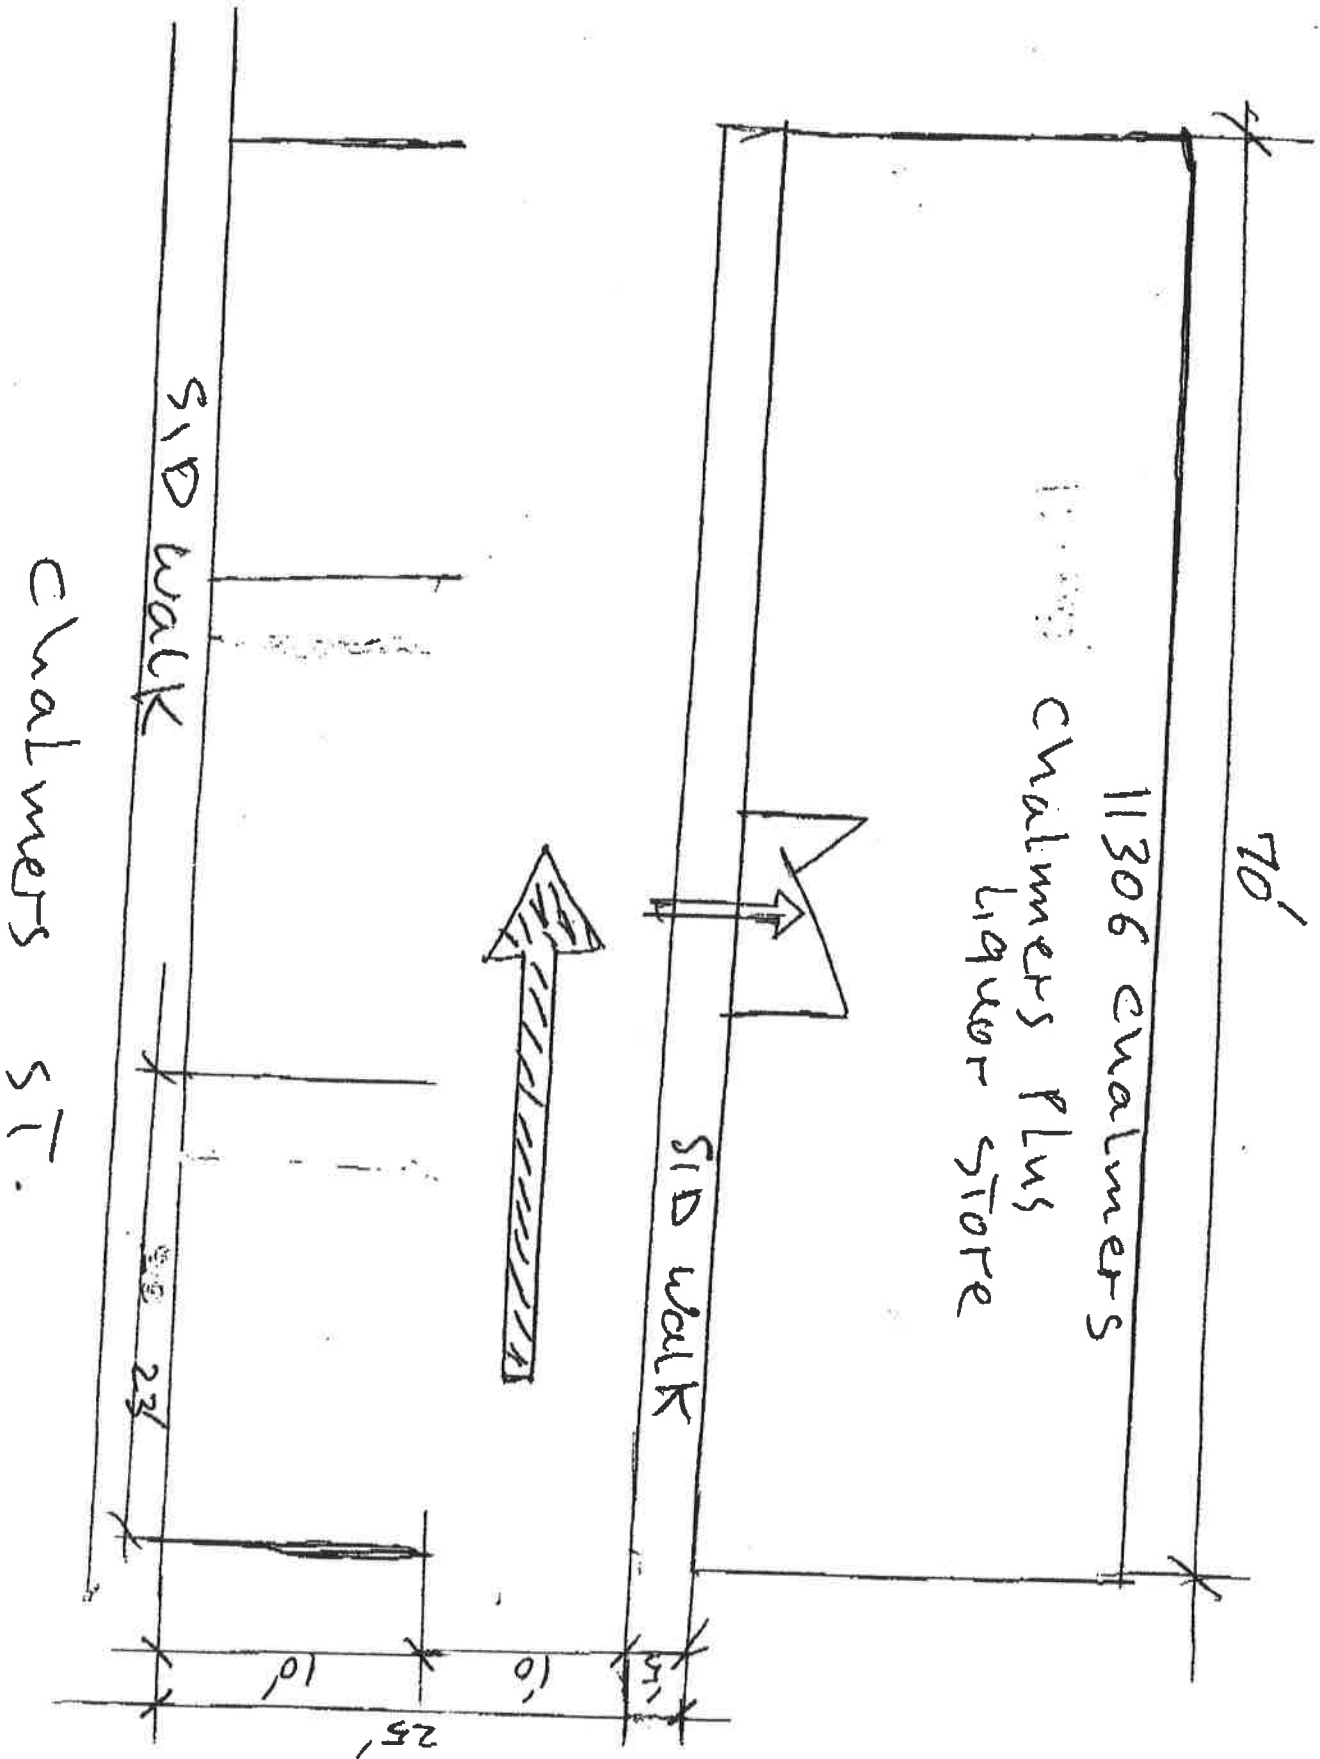 70'
11306 Chalmers
Chalmers Plus
Liquor Store
SID Walk
SID Walk
23'
5'
10'
10'
25'
Chalmers ST.